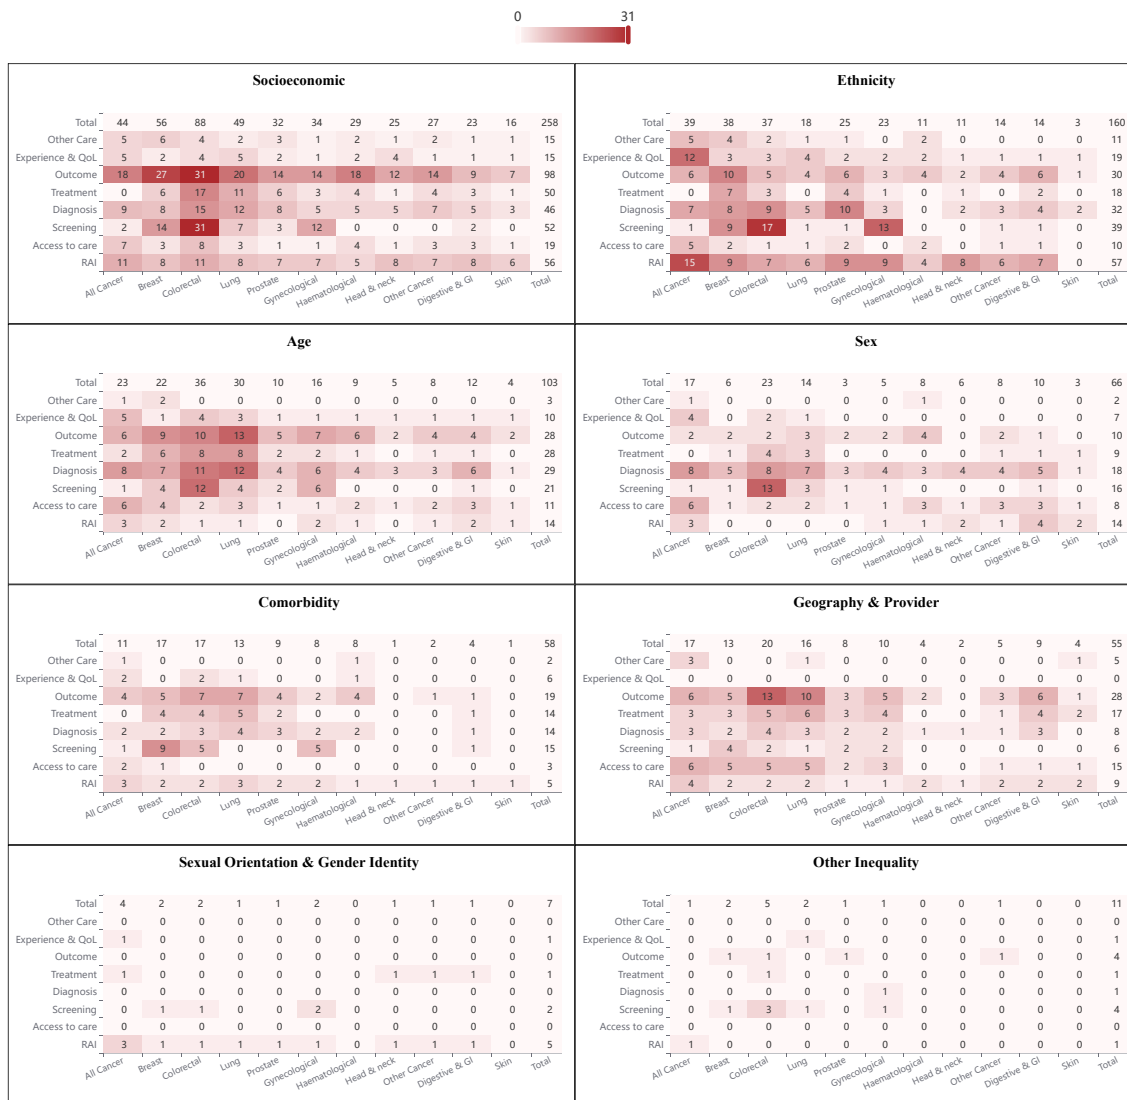 0 31
Socioeconomic
Total 44 56 88 49 32 34 29 25 27 23 16 258
Other Care 5 6 4 2 3 1 2 1 2 1 1 15
Experience & QoL 5 2 4 5 2 1 2 4 1 1 1 15
Outcome 18 27 31 20 14 14 18 12 14 9 7 98
Treatment 0 6 17 11 6 3 4 1 4 3 1 50
Diagnosis 9 8 15 12 8 5 5 5 7 5 3 46
Screening 2 14 31 7 3 12 0 0 0 2 0 52
Access to care 7 3 8 3 1 1 4 1 3 3 1 19
RAI 11 8 11 8 7 7 5 8 7 8 6 56
All Cancer Breast Colorectal Lung Prostate Gynecological Haematological Head & neck Other Cancer Digestive & GI Skin Total
Ethnicity
Total 39 38 37 18 25 23 11 11 14 14 3 160
Other Care 5 4 2 1 1 0 2 0 0 0 0 11
Experience & QoL 12 3 3 4 2 2 2 1 1 1 1 19
Outcome 6 10 5 4 6 3 4 2 4 6 1 30
Treatment 0 7 3 0 4 1 0 1 0 2 0 18
Diagnosis 7 8 9 5 10 3 0 2 3 4 2 32
Screening 1 9 17 1 3 13 0 0 1 1 0 39
Access to care 5 2 1 1 2 0 2 0 1 0 0 10
RAI 15 9 7 6 9 9 4 8 6 7 0 57
All Cancer Breast Colorectal Lung Prostate Gynecological Haematological Head & neck Other Cancer Digestive & GI Skin Total
Age
Total 23 22 36 30 10 16 9 5 8 12 4 103
Other Care 1 2 0 0 0 0 0 0 0 0 0 3
Experience & QoL 5 1 4 3 1 1 1 1 1 1 1 10
Outcome 6 9 10 13 5 7 6 2 4 4 2 28
Treatment 2 6 8 8 2 2 1 0 1 1 0 28
Diagnosis 8 7 11 12 4 6 4 3 3 6 1 29
Screening 1 4 12 4 2 6 0 0 0 1 0 21
Access to care 6 4 2 3 1 1 2 1 2 3 1 11
RAI 3 2 1 1 0 2 1 0 1 2 1 14
All Cancer Breast Colorectal Lung Prostate Gynecological Haematological Head & neck Other Cancer Digestive & GI Skin Total
Sex
Total 17 6 23 14 3 5 8 6 8 10 3 66
Other Care 1 0 0 0 0 0 1 0 0 0 0 2
Experience & QoL 4 0 2 1 0 0 0 0 0 0 0 7
Outcome 2 2 2 3 2 2 4 0 2 1 0 10
Treatment 0 1 4 3 0 0 0 0 1 1 1 9
Diagnosis 8 5 8 7 3 4 3 4 4 5 1 18
Screening 1 1 13 3 1 1 0 0 0 1 0 16
Access to care 6 1 2 2 1 1 3 1 3 3 1 8
RAI 3 0 0 0 0 1 1 2 1 4 2 14
All Cancer Breast Colorectal Lung Prostate Gynecological Haematological Head & neck Other Cancer Digestive & GI Skin Total
Comorbidity
Total 11 17 17 13 9 8 8 1 2 4 1 58
Other Care 1 0 0 0 0 0 1 0 0 0 0 2
Experience & QoL 2 0 2 1 0 0 1 0 0 0 0 6
Outcome 4 5 7 7 4 2 4 0 1 1 0 19
Treatment 0 4 4 5 2 0 0 0 0 1 0 14
Diagnosis 2 2 3 4 3 2 2 0 0 1 0 14
Screening 1 9 5 0 0 5 0 0 0 1 0 15
Access to care 2 1 0 0 0 0 0 0 0 0 0 3
RAI 3 2 2 3 2 2 1 1 1 1 1 5
All Cancer Breast Colorectal Lung Prostate Gynecological Haematological Head & neck Other Cancer Digestive & GI Skin Total
Geography & Provider
Total 17 13 20 16 8 10 4 2 5 9 4 55
Other Care 3 0 0 1 0 0 0 0 0 0 1 5
Experience & QoL 0 0 0 0 0 0 0 0 0 0 0 0
Outcome 6 5 13 10 3 5 2 0 3 6 1 28
Treatment 3 3 5 6 3 4 0 0 1 4 2 17
Diagnosis 3 2 4 3 2 2 1 1 1 3 0 8
Screening 1 4 2 1 2 2 0 0 0 0 0 6
Access to care 6 5 5 5 2 3 0 0 1 1 1 15
RAI 4 2 2 2 1 1 2 1 2 2 2 9
All Cancer Breast Colorectal Lung Prostate Gynecological Haematological Head & neck Other Cancer Digestive & GI Skin Total
Sexual Orientation & Gender Identity
Total 4 2 2 1 1 2 0 1 1 1 0 7
Other Care 0 0 0 0 0 0 0 0 0 0 0 0
Experience & QoL 1 0 0 0 0 0 0 0 0 0 0 1
Outcome 0 0 0 0 0 0 0 0 0 0 0 0
Treatment 1 0 0 0 0 0 0 1 1 1 0 1
Diagnosis 0 0 0 0 0 0 0 0 0 0 0 0
Screening 0 1 1 0 0 2 0 0 0 0 0 2
Access to care 0 0 0 0 0 0 0 0 0 0 0 0
RAI 3 1 1 1 1 1 0 1 1 1 0 5
All Cancer Breast Colorectal Lung Prostate Gynecological Haematological Head & neck Other Cancer Digestive & GI Skin Total
Other Inequality
Total 1 2 5 2 1 1 0 0 1 0 0 11
Other Care 0 0 0 0 0 0 0 0 0 0 0 0
Experience & QoL 0 0 0 1 0 0 0 0 0 0 0 1
Outcome 0 1 1 0 1 0 0 0 1 0 0 4
Treatment 0 0 1 0 0 0 0 0 0 0 0 1
Diagnosis 0 0 0 0 0 1 0 0 0 0 0 1
Screening 0 1 3 1 0 1 0 0 0 0 0 4
Access to care 0 0 0 0 0 0 0 0 0 0 0 0
RAI 1 0 0 0 0 0 0 0 0 0 0 1
All Cancer Breast Colorectal Lung Prostate Gynecological Haematological Head & neck Other Cancer Digestive & GI Skin Total